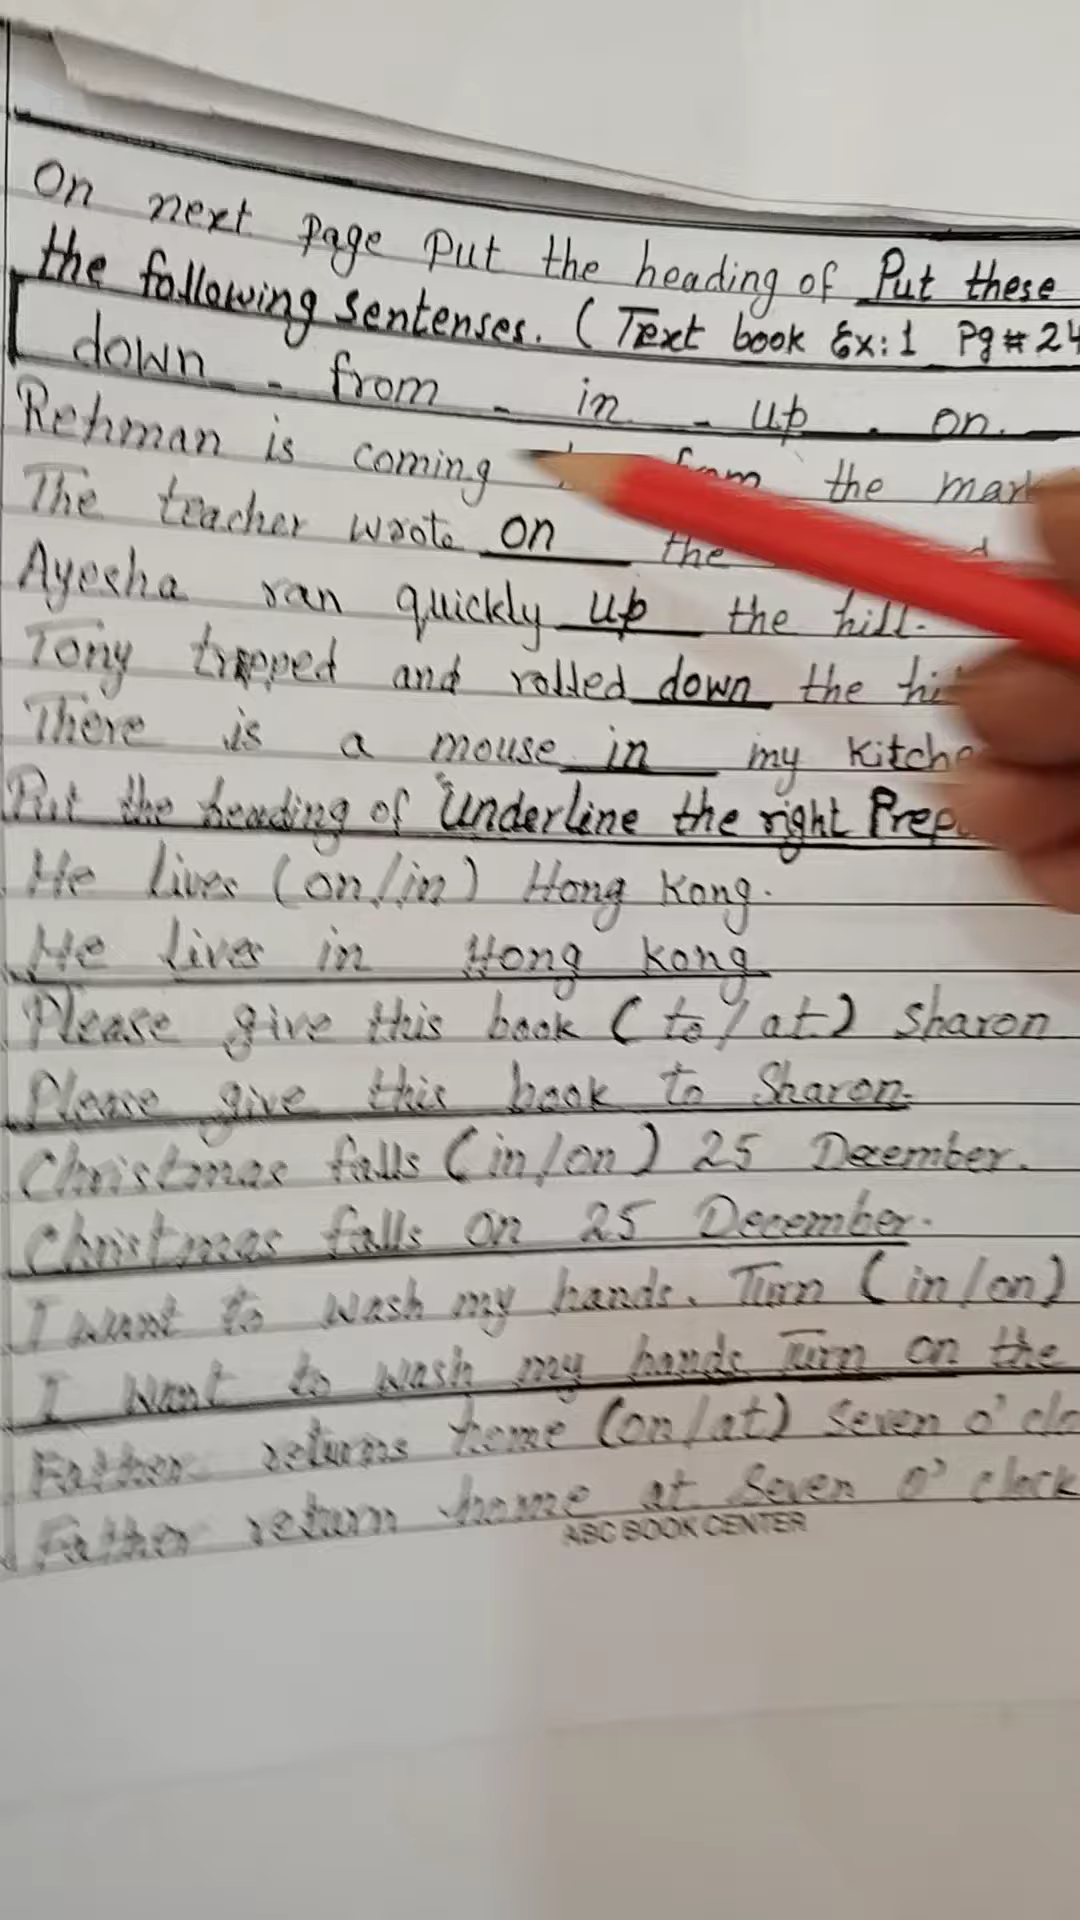 On next Page Put the heading of Put these
the following sentenses. ( Text book Ex: 1 Pg # 24
down - from - in - up - on.
Rehman is coming from the
The teacher wrote on the
Ayesha ran quickly up the hill.
Tony tripped and rolled down the
There is a mouse in my
Put the heading of Underline the right
He lives (on/in) Hong Kong.
He lives in Hong kong
Please give this book ( to / at ) Sharon
Please give this book to Sharon.
Christmas falls (in/on) 25 December.
Christmas falls on 25 December.
I want to wash my hands. Turn (in/on)
I want to wash my hands Turn on the
Father returns home (on/at) seven o'
Father return home at seven o' clock
ABC BOOK CENTER